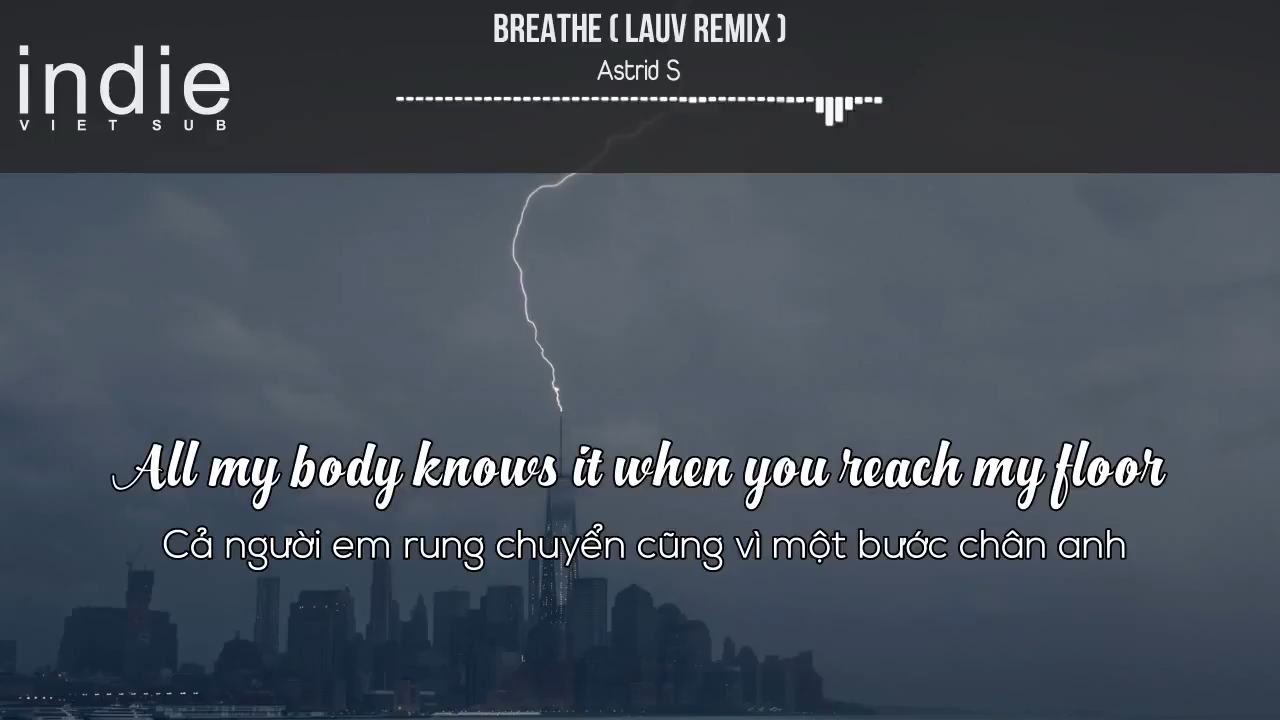 BREATHE ( LAUV REMIX )
Astrid S
indie
VIET SUB
All my body knows it when you reach my floor
Cả người em rung chuyển cũng vì một bước chân anh